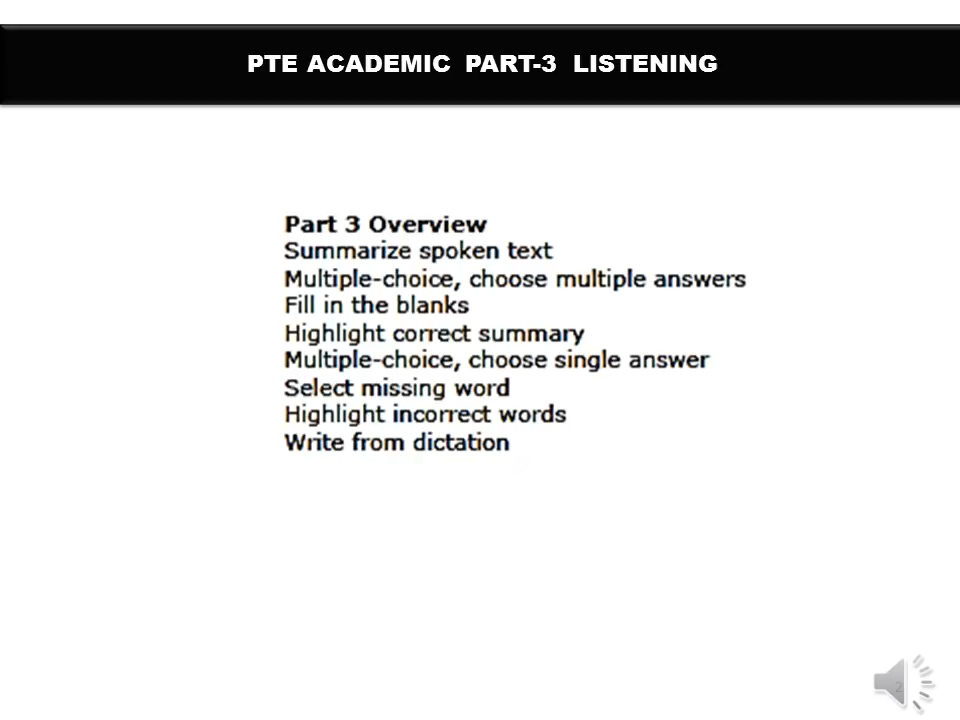 PTE ACADEMIC PART-3 LISTENING
Part 3 Overview
Summarize spoken text
Multiple-choice, choose multiple answers
Fill in the blanks
Highlight correct summary
Multiple-choice, choose single answer
Select missing word
Highlight incorrect words
Write from dictation
2